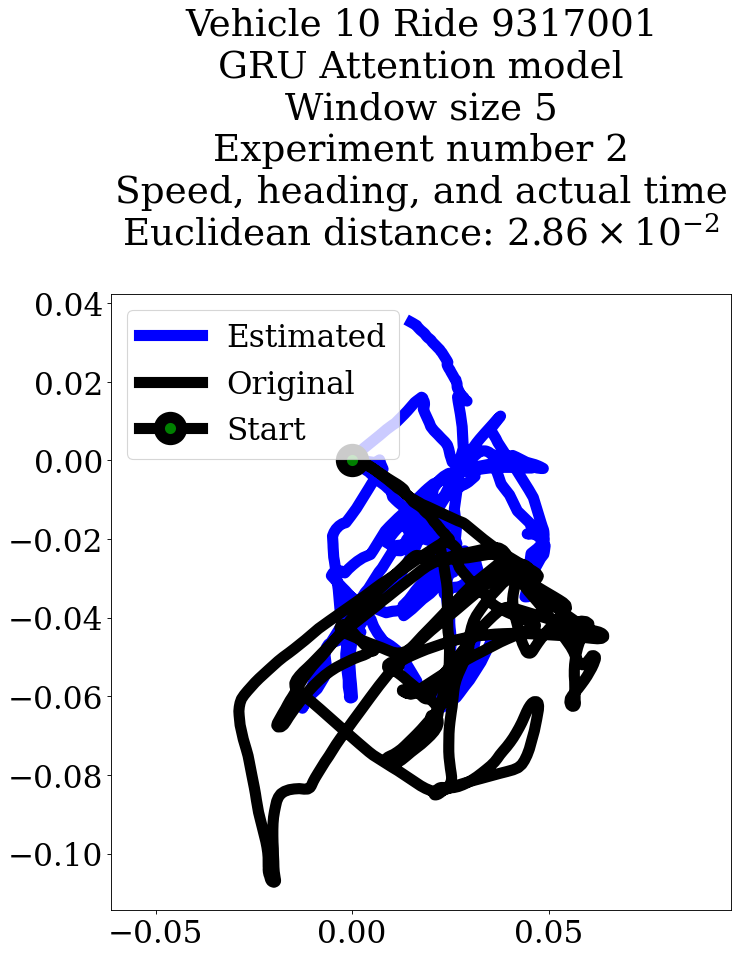 Vehicle 10 Ride 9317001
GRU Attention model
Window size 5
Experiment number 2
Speed, heading, and actual time
Euclidean distance: 2.86 × 10⁻²
Estimated
Original
Start
0.04
0.02
0.00
−0.02
−0.04
−0.06
−0.08
−0.10
−0.05
0.00
0.05